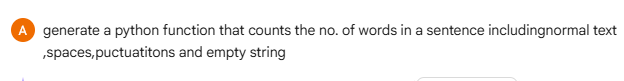 A generate a python function that counts the no. of words in a sentence includingnormal text
,spaces,puctuatitons and empty string